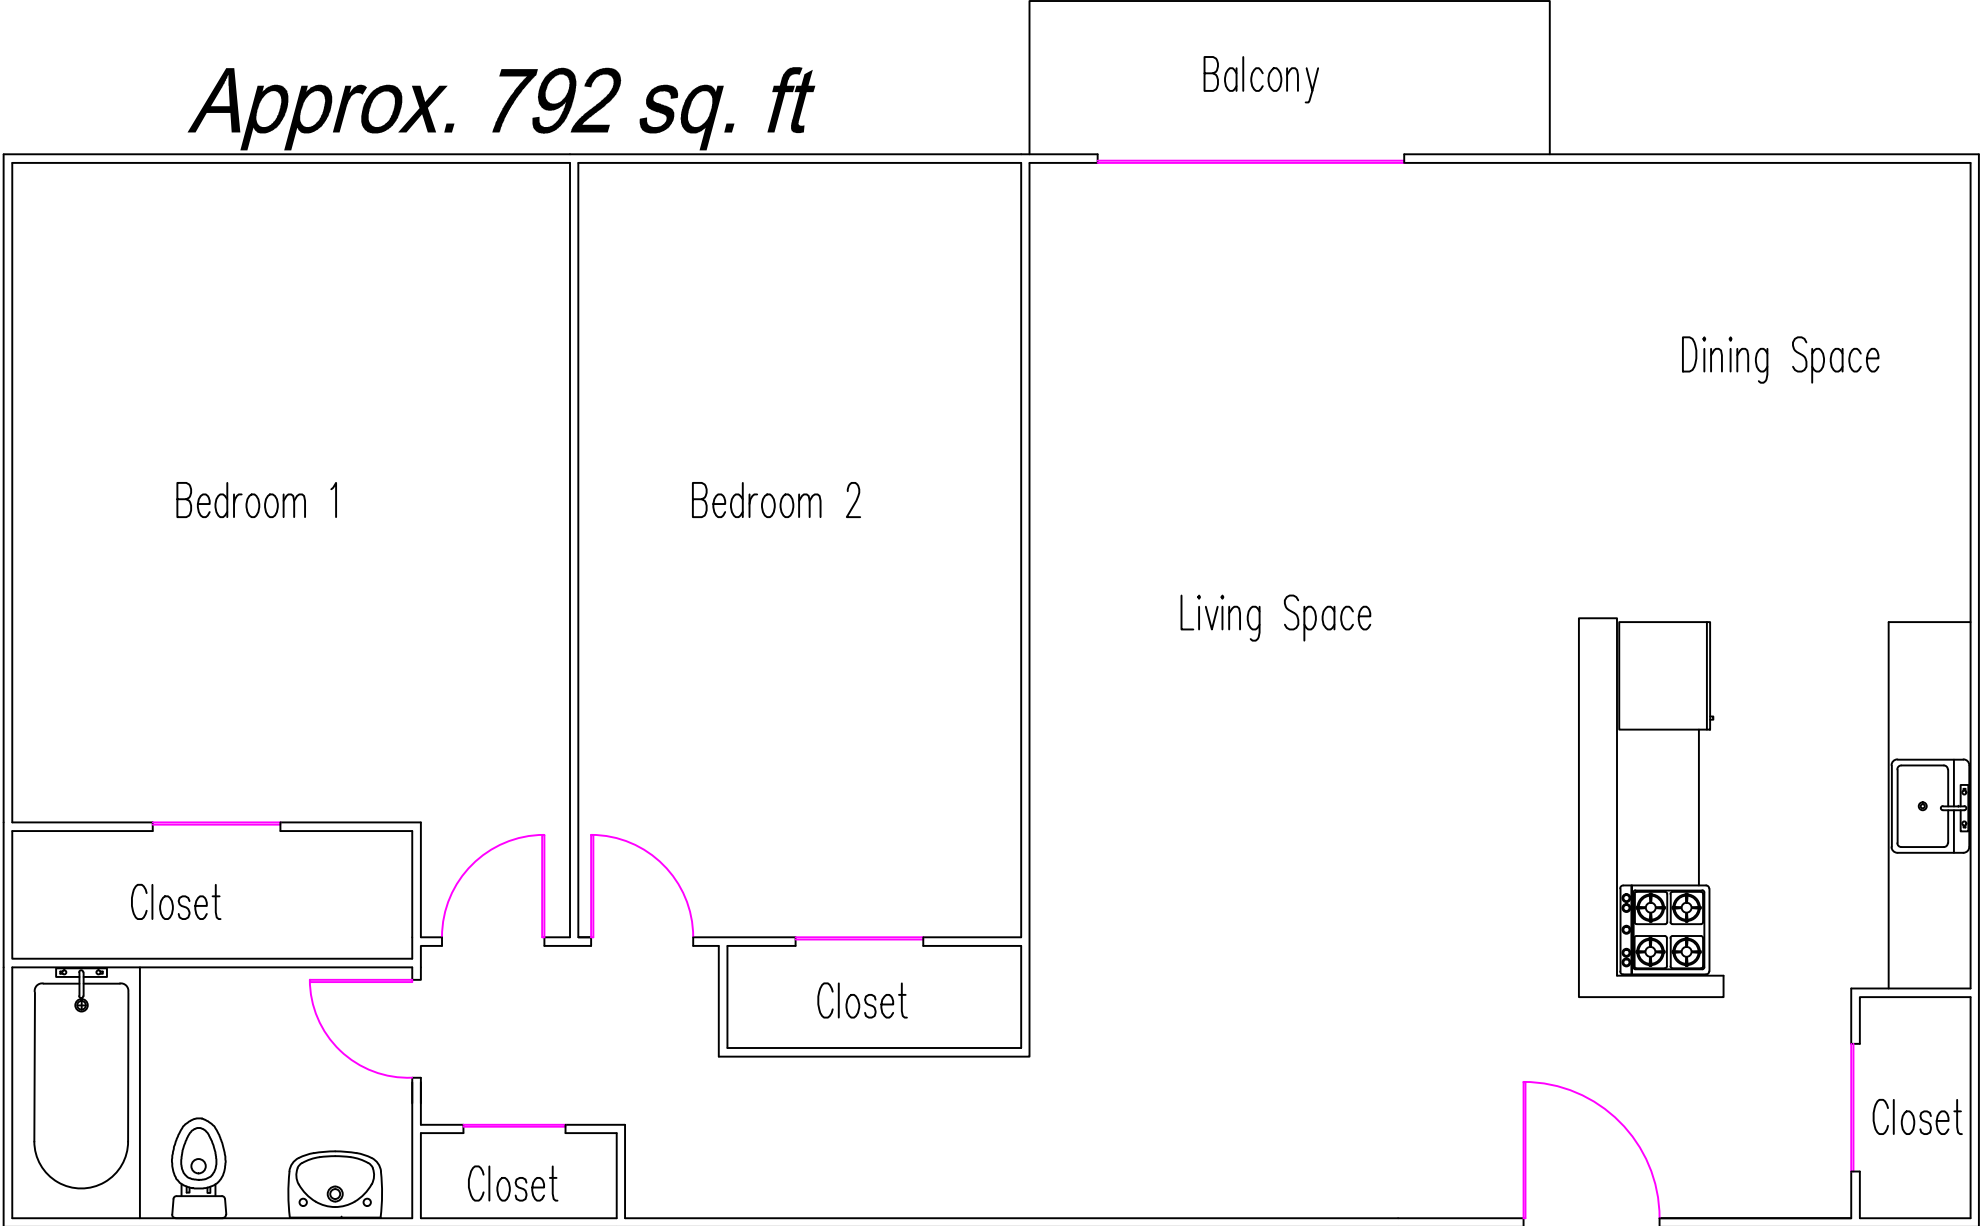 Approx. 792 sq. ft
Balcony
Dining Space
Bedroom 1
Bedroom 2
Living Space
Closet
Closet
Closet
Closet